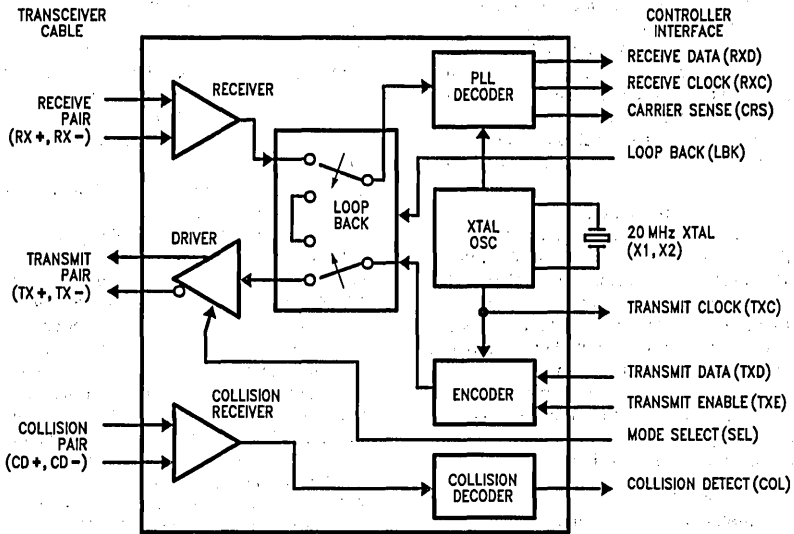 TRANSCEIVER
CABLE
CONTROLLER
INTERFACE
RECEIVER
RECEIVE
PAIR
(RX+, RX-)
PLL
DECODER
RECEIVE DATA (RXD)
RECEIVE CLOCK (RXC)
CARRIER SENSE (CRS)
LOOP BACK (LBK)
LOOP
BACK
XTAL
OSC
20 MHz XTAL
(X1, X2)
DRIVER
TRANSMIT
PAIR
(TX+, TX-)
TRANSMIT CLOCK (TXC)
ENCODER
TRANSMIT DATA (TXD)
TRANSMIT ENABLE (TXE)
MODE SELECT (SEL)
COLLISION
RECEIVER
COLLISION
PAIR
(CD+, CD-)
COLLISION
DECODER
COLLISION DETECT (COL)